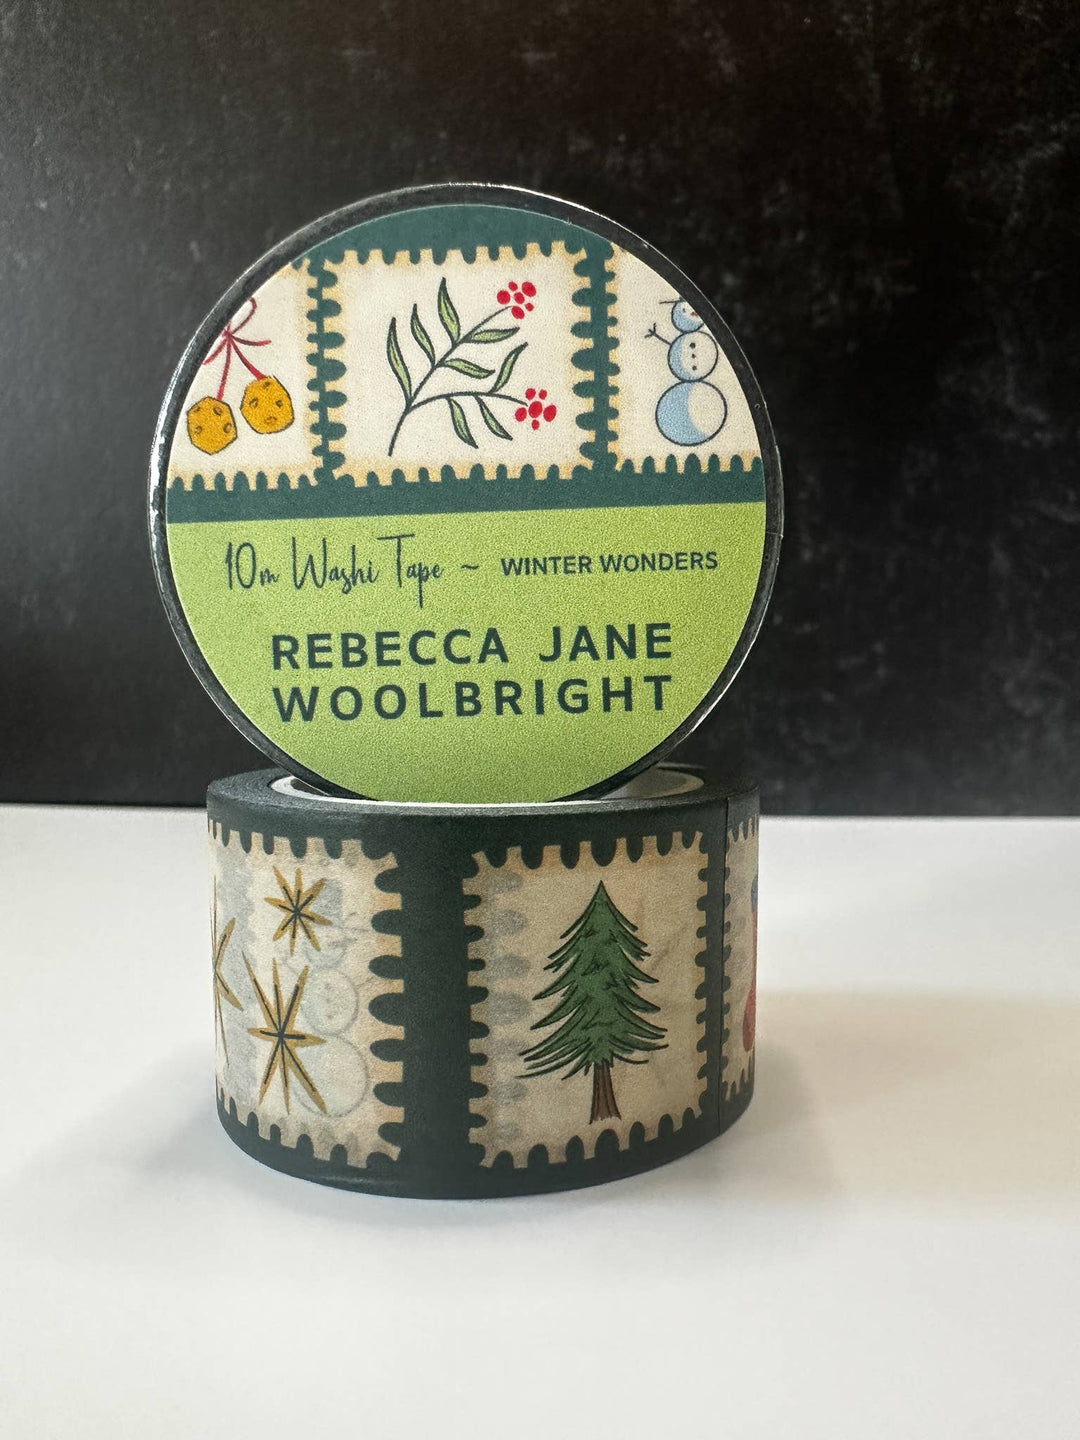 10m Washi Tape ~ WINTER WONDERS
REBECCA JANE
WOOLBRIGHT